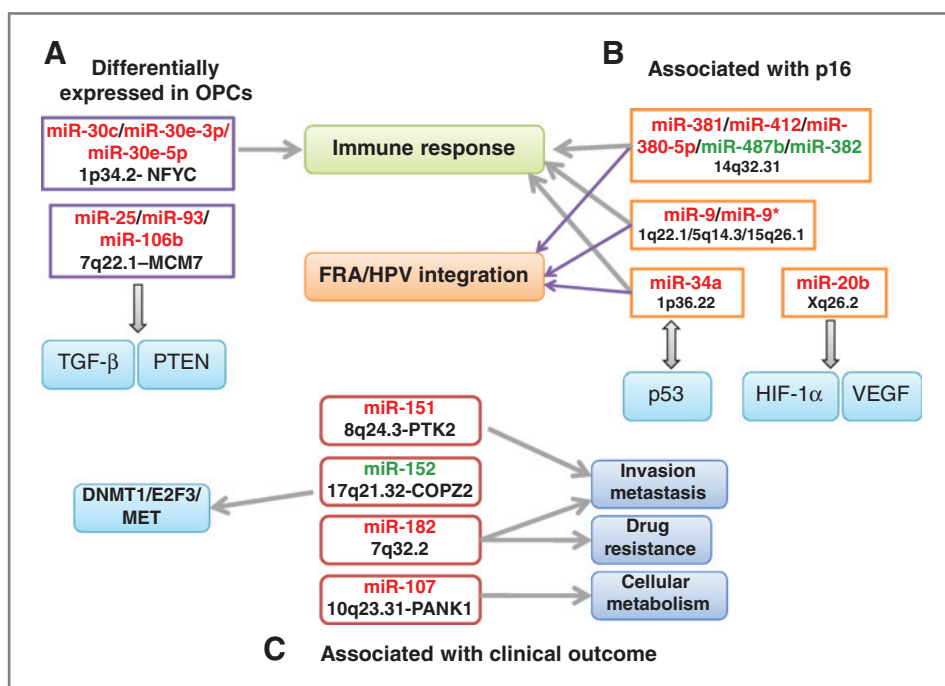 A
Differentially
expressed in OPCs
miR-30c/miR-30e-3p/
miR-30e-5p
1p34.2- NFYC
miR-25/miR-93/
miR-106b
7q22.1–MCM7
TGF-β
PTEN
Immune response
FRA/HPV integration
B
Associated with p16
miR-381/miR-412/miR-
380-5p/miR-487b/miR-382
14q32.31
miR-9/miR-9*
1q22.1/5q14.3/15q26.1
miR-34a
1p36.22
miR-20b
Xq26.2
p53
HIF-1α
VEGF
miR-151
8q24.3-PTK2
miR-152
17q21.32-COPZ2
miR-182
7q32.2
miR-107
10q23.31-PANK1
DNMT1/E2F3/
MET
Invasion
metastasis
Drug
resistance
Cellular
metabolism
C
Associated with clinical outcome